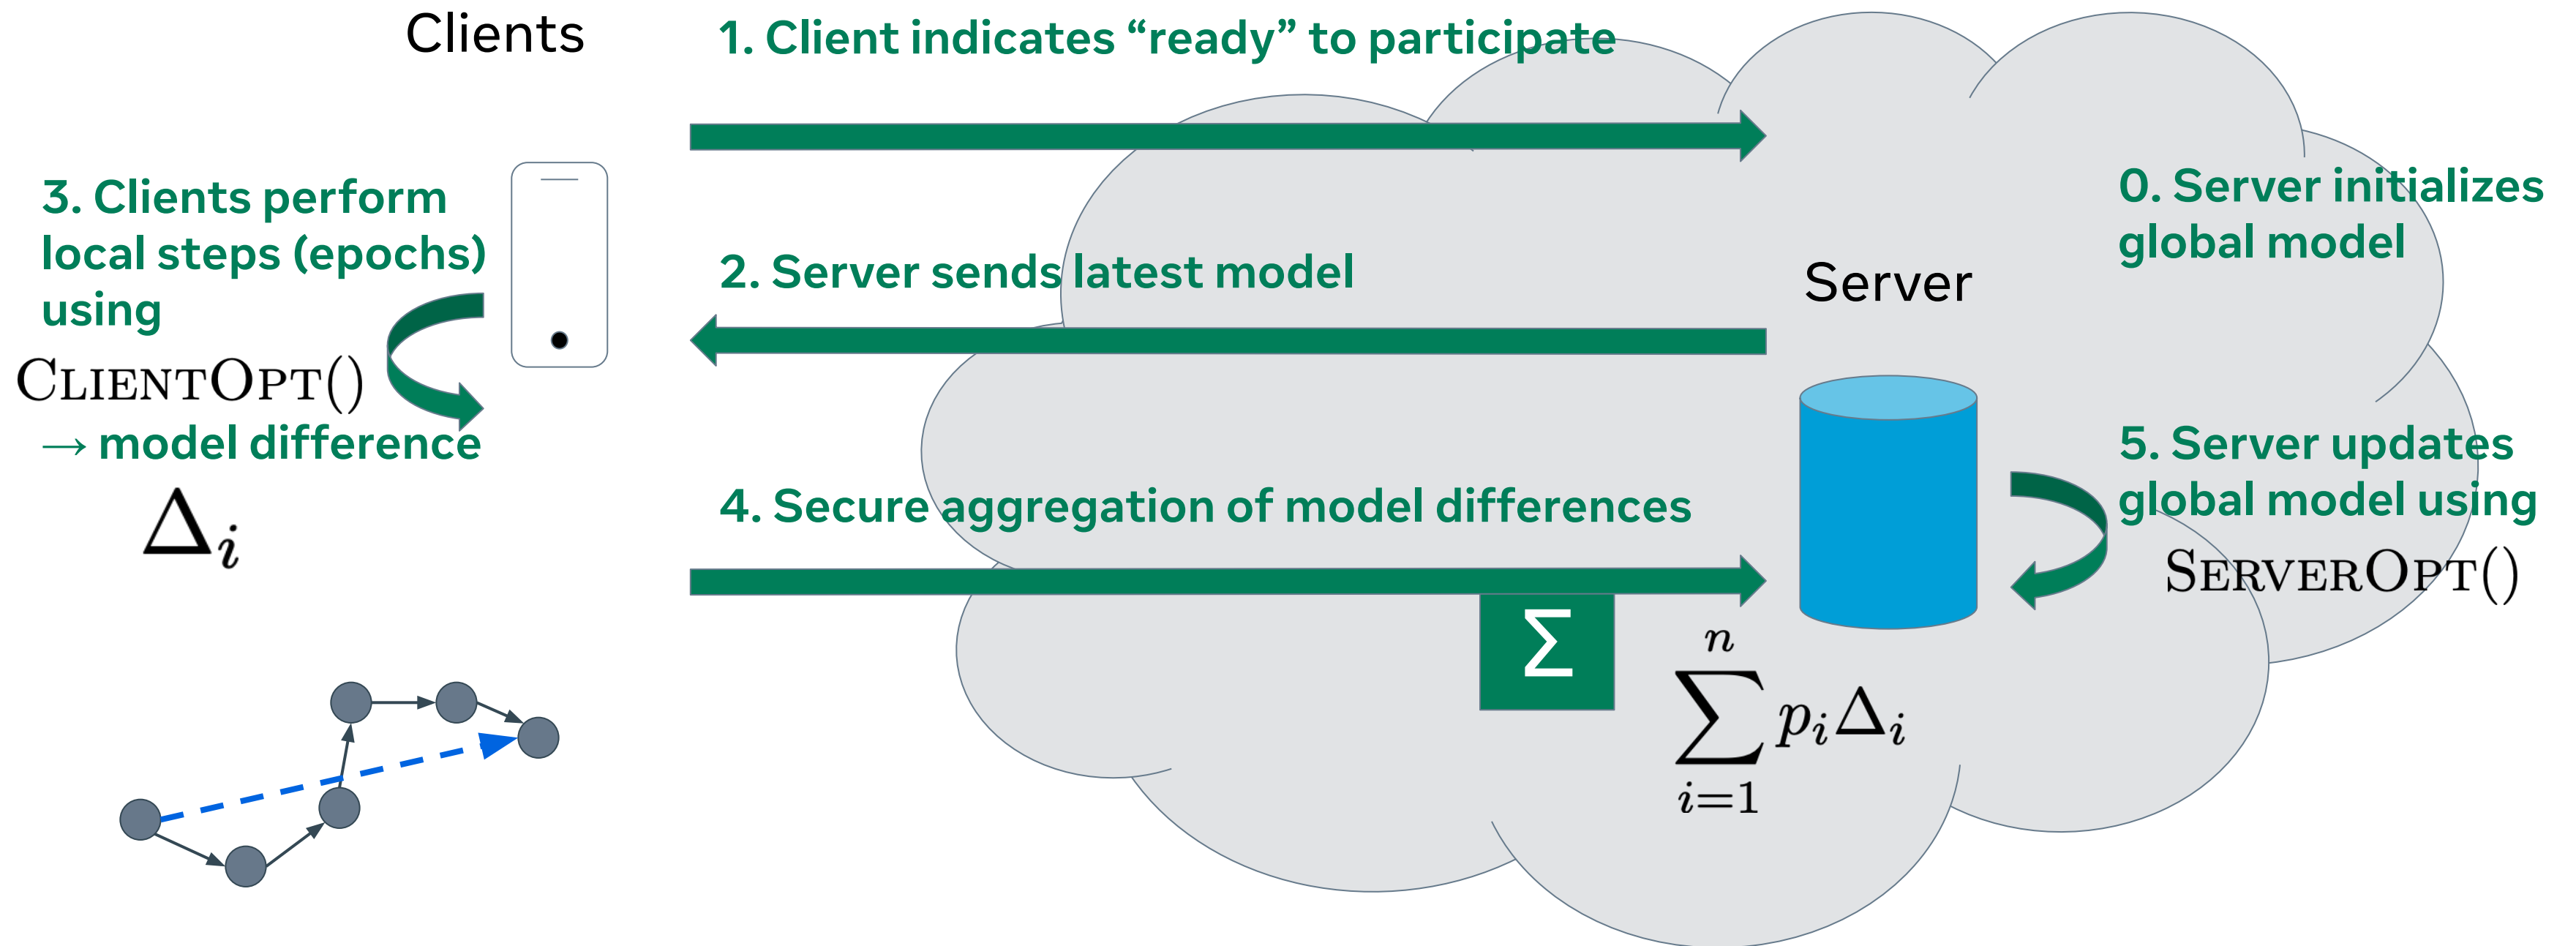 Clients
1. Client indicates “ready” to participate
3. Clients perform
local steps (epochs)
using
CLIENTOPT()
→ model difference
Δᵢ
2. Server sends latest model
4. Secure aggregation of model differences
Σ
n
∑ pᵢΔᵢ
i=1
Server
0. Server initializes
global model
5. Server updates
global model using
SERVEROPT()